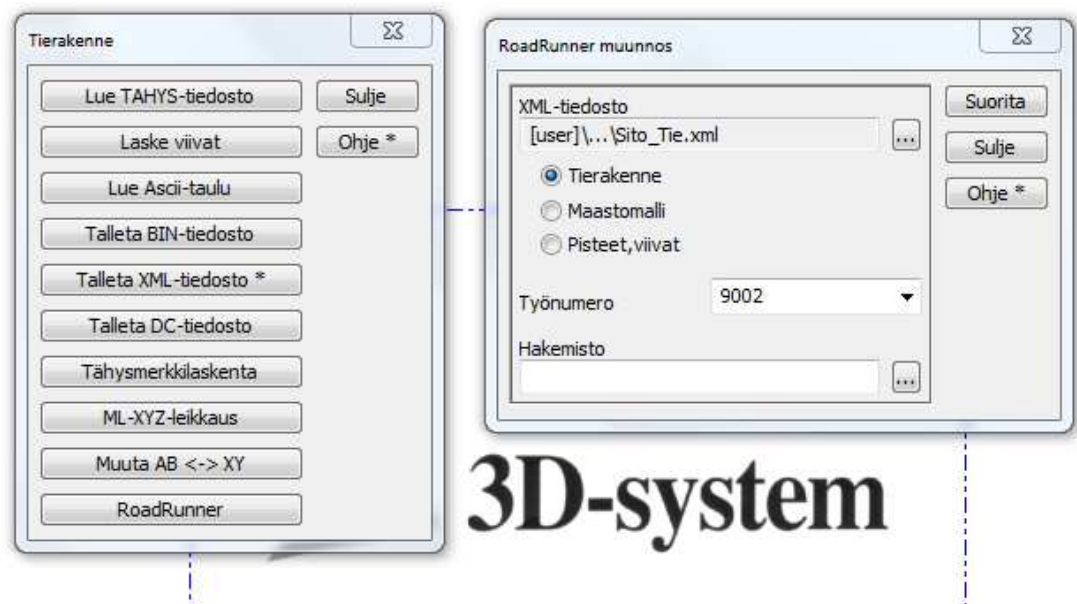 Tierakenne
Lue TAHYS-tiedosto
Sulje
Laske viivat
Ohje *
Lue Ascii-taulu
Talleta BIN-tiedosto
Talleta XML-tiedosto *
Talleta DC-tiedosto
Tähysmerkkilaskenta
ML-XYZ-leikkaus
Muuta AB <-> XY
RoadRunner
RoadRunner muunnos
XML-tiedosto
[user]\...\Sito_Tie.xml
...
Tierakenne
Maastomalli
Pisteet,viivat
Työnumero
9002
Hakemisto
...
Suorita
Sulje
Ohje *
3D-system